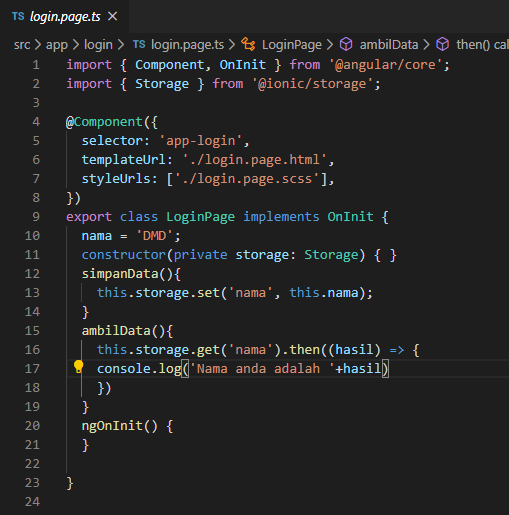 TS login.page.ts ×
src > app > login > TS login.page.ts > LoginPage > ambilData > then() cal
1 import { Component, OnInit } from '@angular/core';
2 import { Storage } from '@ionic/storage';
3
4 @Component({
5   selector: 'app-login',
6   templateUrl: './login.page.html',
7   styleUrls: ['./login.page.scss'],
8 })
9 export class LoginPage implements OnInit {
10   nama = 'DMD';
11   constructor(private storage: Storage) { }
12   simpanData(){
13     this.storage.set('nama', this.nama);
14   }
15   ambilData(){
16     this.storage.get('nama').then((hasil) => {
17     console.log('Nama anda adalah '+hasil)
18     })
19   }
20   ngOnInit() {
21   }
22
23 }
24